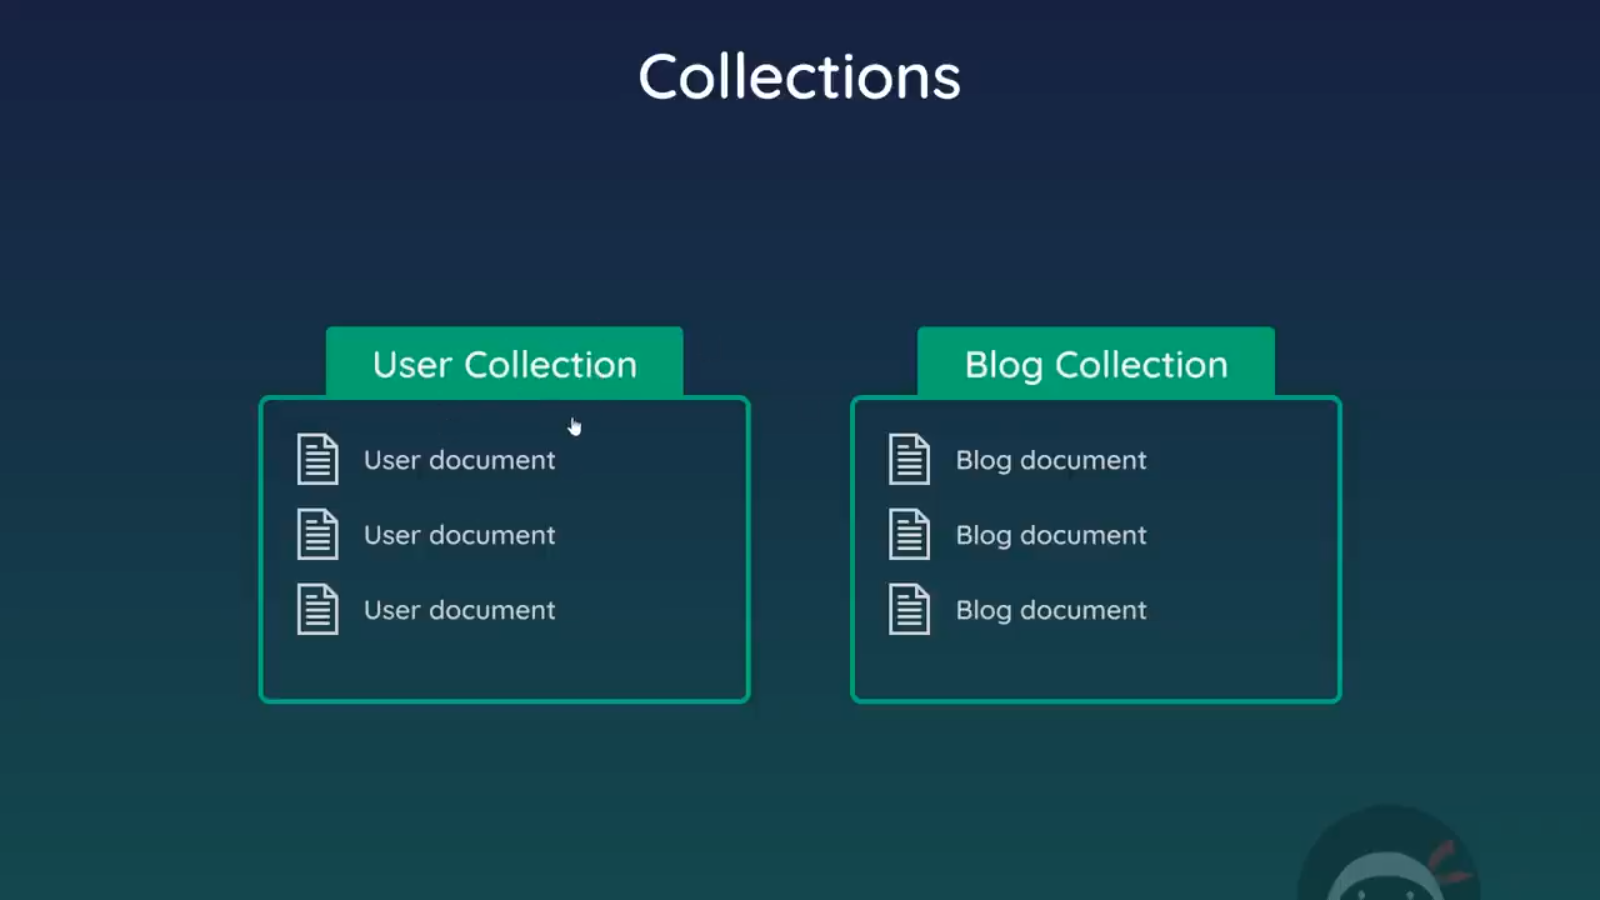 Collections
User Collection
User document
User document
User document
Blog Collection
Blog document
Blog document
Blog document